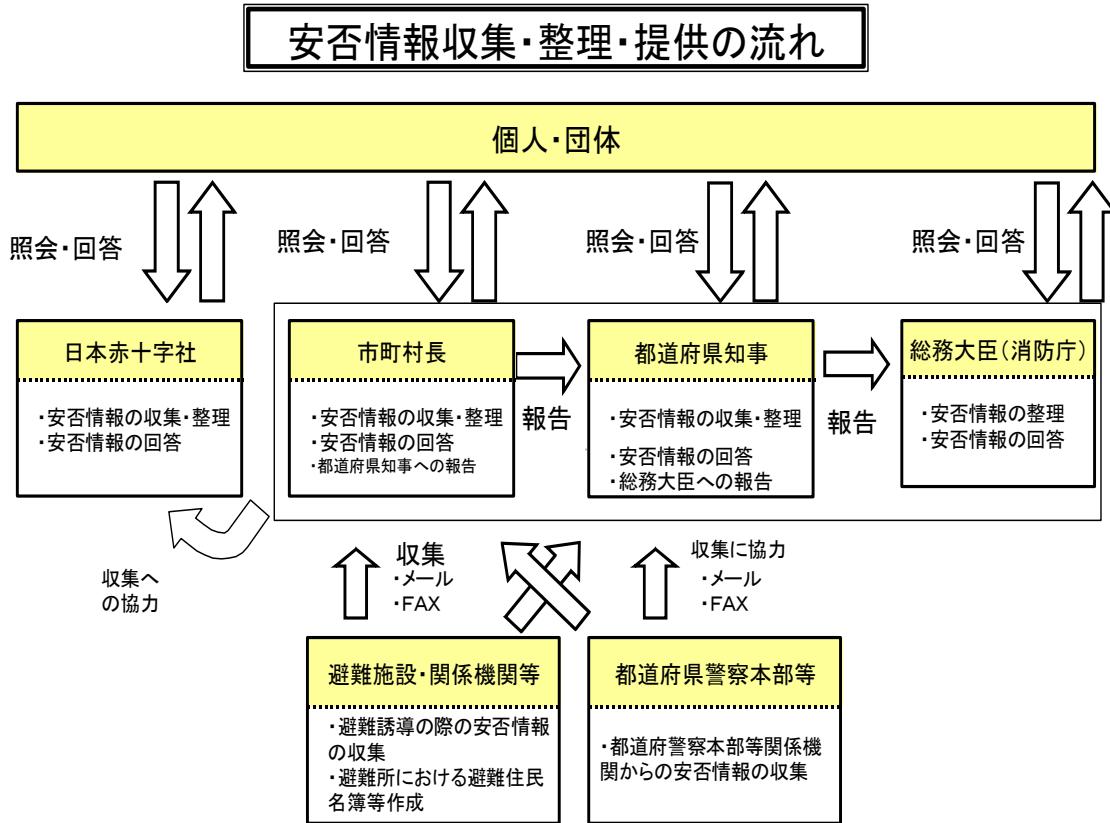 安否情報収集・整理・提供の流れ
個人・団体
照会・回答
照会・回答
照会・回答
照会・回答
日本赤十字社
・安否情報の収集・整理
・安否情報の回答
市町村長
・安否情報の収集・整理
・安否情報の回答
・都道府県知事への報告
報告
都道府県知事
・安否情報の収集・整理
・安否情報の回答
・総務大臣への報告
報告
総務大臣（消防庁）
・安否情報の整理
・安否情報の回答
収集へ
の協力
収集
・メール
・FAX
収集に協力
・メール
・FAX
避難施設・関係機関等
・避難誘導の際の安否情報
の収集
・避難所における避難住民
名簿等作成
都道府県警察本部等
・都道府警察本部等関係機
関からの安否情報の収集